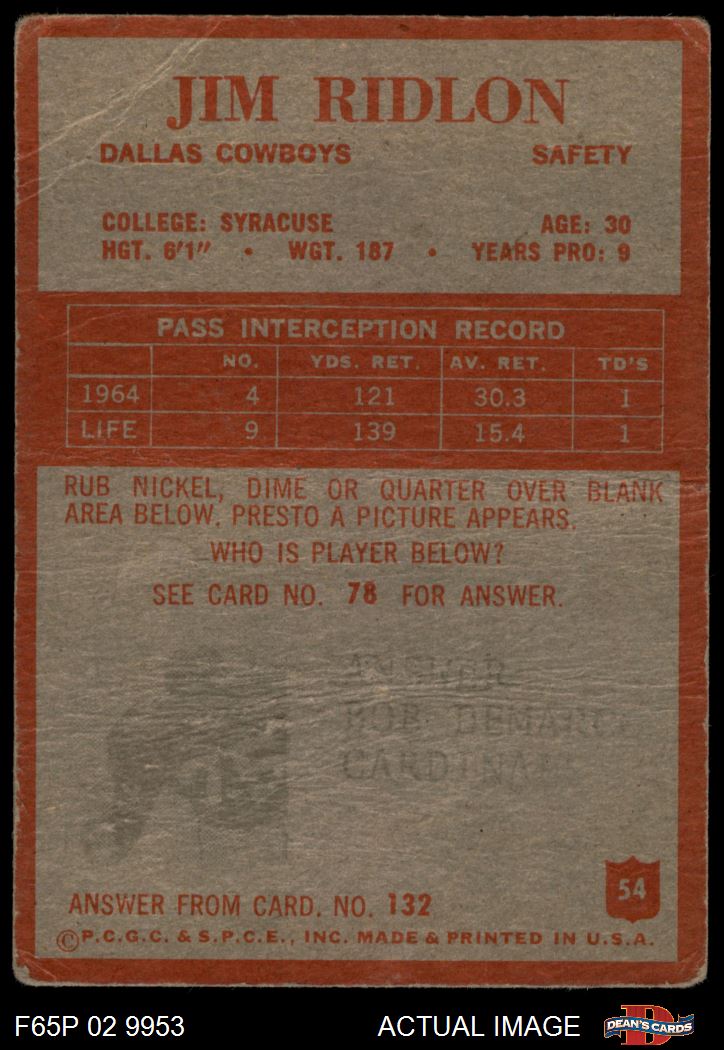 JIM RIDLON
DALLAS COWBOYS SAFETY
COLLEGE: SYRACUSE AGE: 30
HGT. 6'1" • WGT. 187 • YEARS PRO: 9
PASS INTERCEPTION RECORD
NO. YDS. RET. AV. RET. TD'S
1964 4 121 30.3 1
LIFE 9 139 15.4 1
RUB NICKEL, DIME OR QUARTER OVER BLANK
AREA BELOW. PRESTO A PICTURE APPEARS.
WHO IS PLAYER BELOW?
SEE CARD NO. 78 FOR ANSWER.
ANSWER
BOB DEMARCO
CARDINA
54
ANSWER FROM CARD. NO. 132
©P.C.G.C. & S.P.C.E., INC. MADE & PRINTED IN U.S.A.
F65P 02 9953 ACTUAL IMAGE
D
DEAN'S CARDS